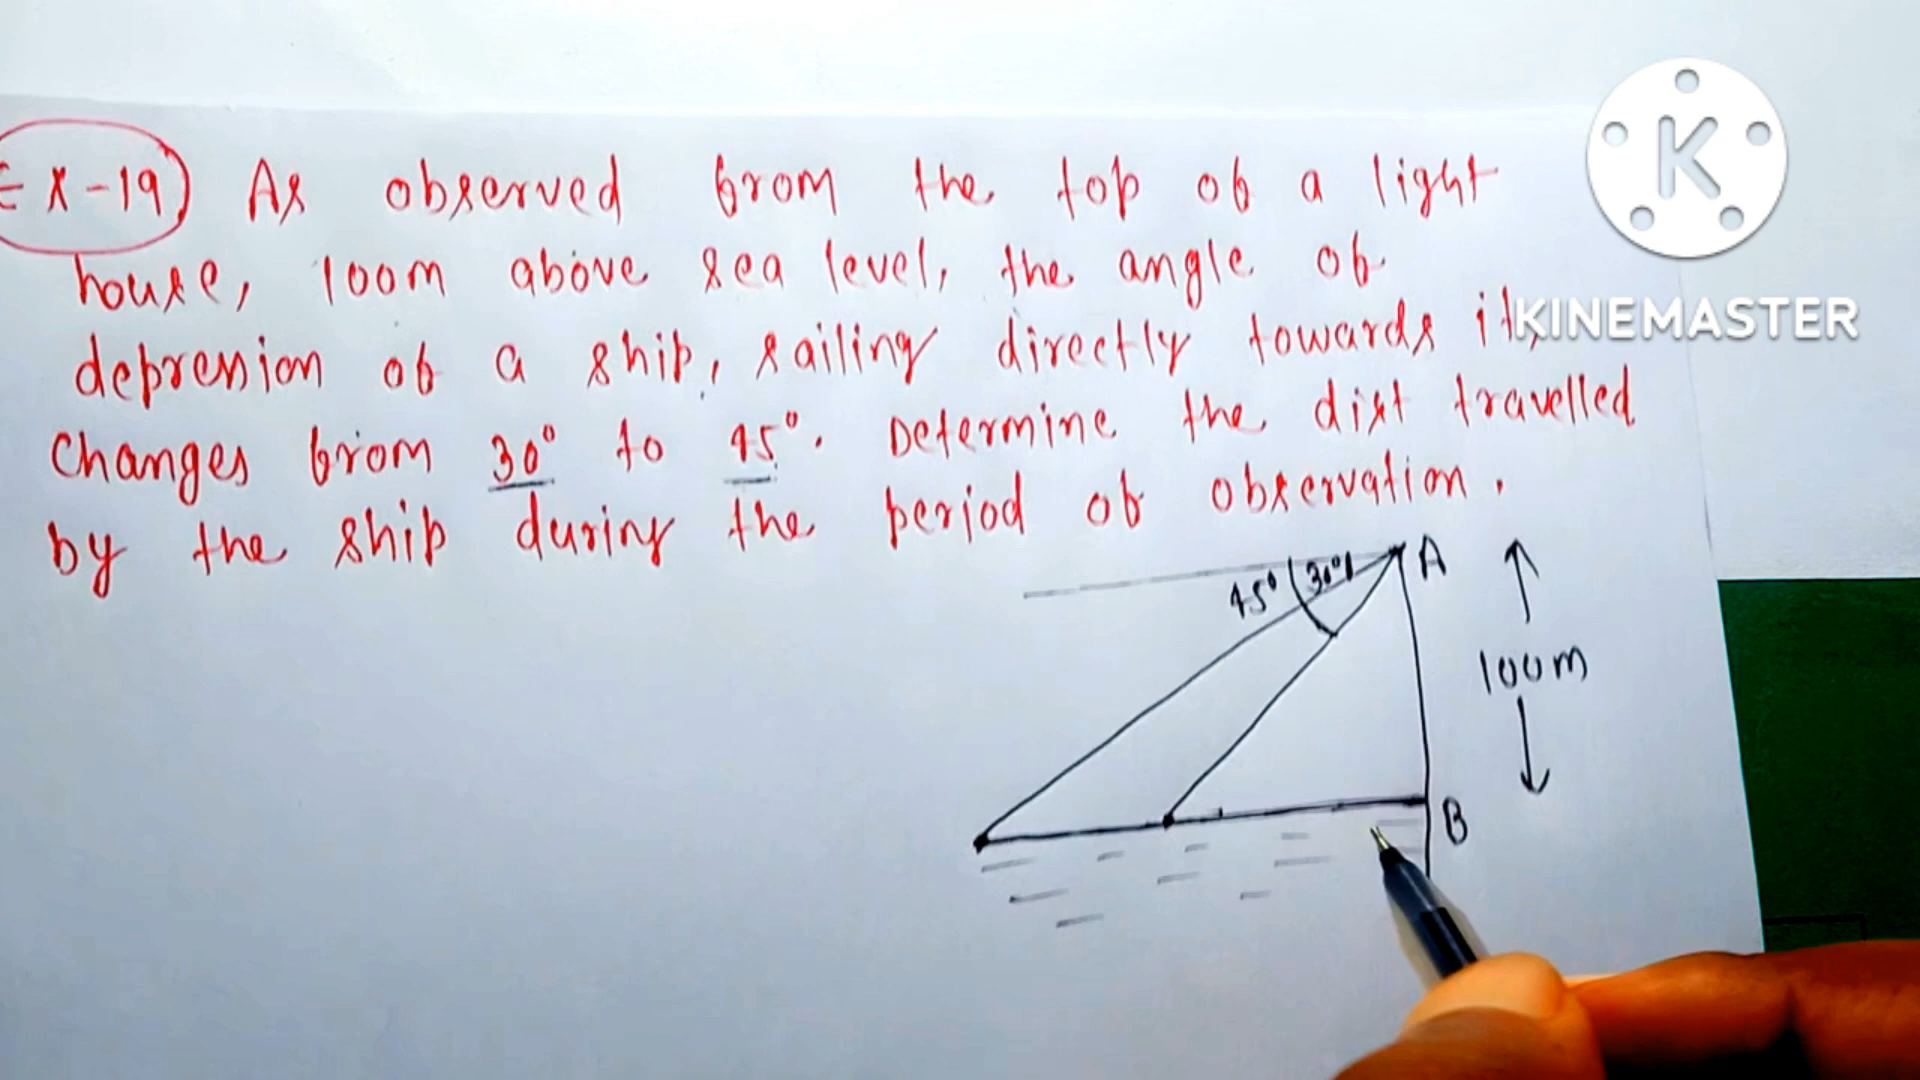 Ex-19) As observed from the top of a light
house, 100m above sea level, the angle of
depression of a ship, sailing directly towards it,
changes from 30° to 45°. Determine the dist travelled
by the ship during the period of observation.
K
KINEMASTER
45° 30° A
100m
B